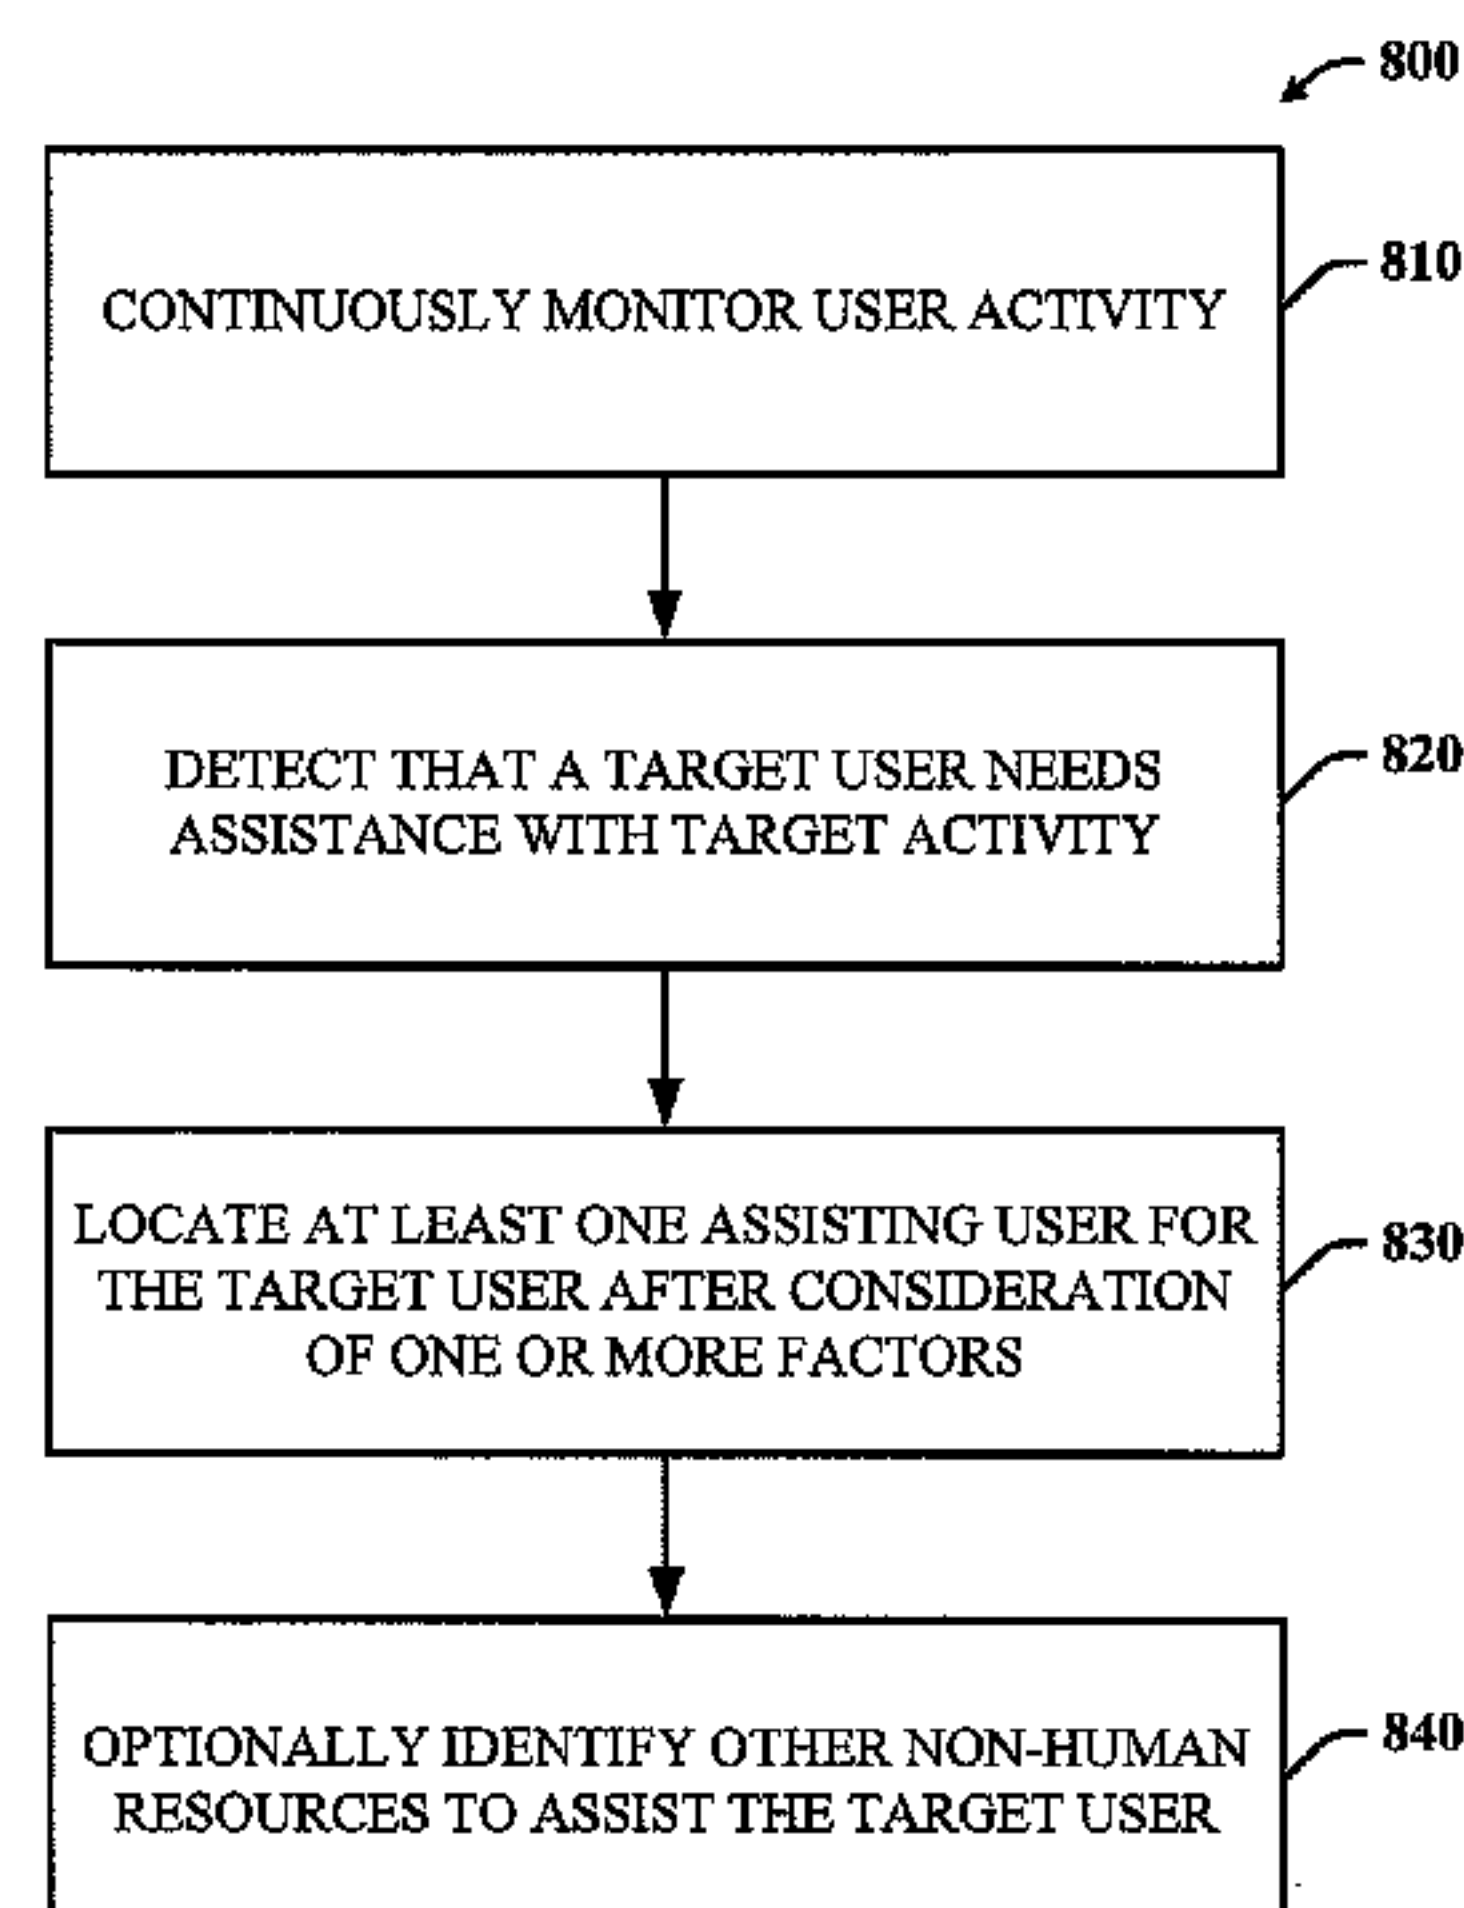 800
810
CONTINUOUSLY MONITOR USER ACTIVITY
820
DETECT THAT A TARGET USER NEEDS
ASSISTANCE WITH TARGET ACTIVITY
830
LOCATE AT LEAST ONE ASSISTING USER FOR
THE TARGET USER AFTER CONSIDERATION
OF ONE OR MORE FACTORS
840
OPTIONALLY IDENTIFY OTHER NON-HUMAN
RESOURCES TO ASSIST THE TARGET USER